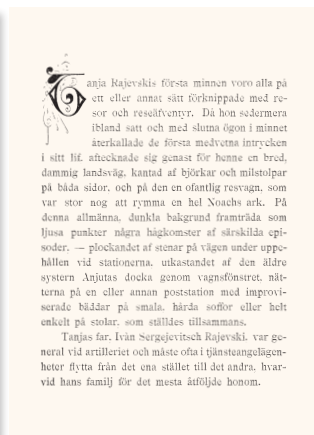 Tanja Rajevskis första minnen voro alla på
ett eller annat sätt förknippade med re-
sor och reseäfventyr. Då hon sedermera
ibland satt och med slutna ögon i minnet
återkallade de första medvetna intrycken
i sitt lif, aftecknade sig genast för henne en bred,
dammig landsväg, kantad af björkar och milstolpar
på båda sidor, och på den en ofantlig resvagn, som
var stor nog att rymma en hel Noachs ark. På
denna allmänna, dunkla bakgrund framträda som
ljusa punkter några hågkomster af särskilda epi-
soder, — plockandet af stenar på vägen under uppe-
hållen vid stationerna, utkastandet af den äldre
systern Anjutas docka genom vagnsfönstret, nät-
terna på en eller annan poststation med improvi-
serade bäddar på smala, hårda soffor eller helt
enkelt på stolar, som ställdes tillsammans.
Tanjas far, Ivàn Sergejevitsch Rajevski, var ge-
neral vid artilleriet och måste ofta i tjänsteangelägen-
heter flytta från det ena stället till det andra, hvar-
vid hans familj för det mesta åtföljde honom.